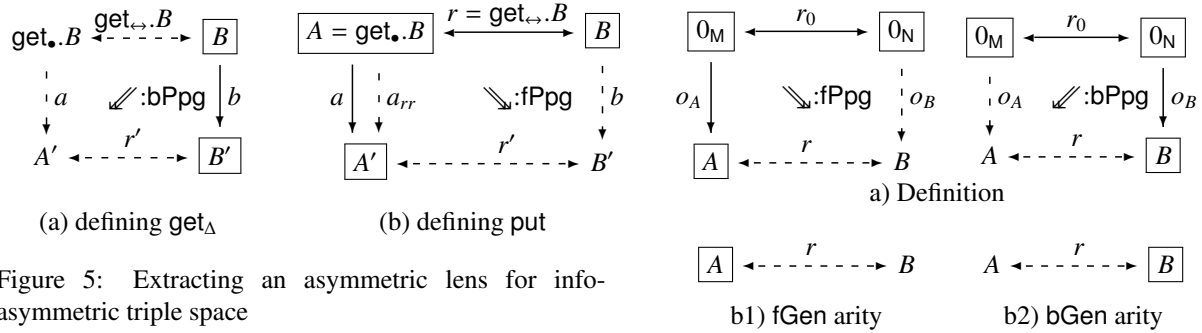 get•.B get↔.B B
a :bPpg b
A′ r′ B′
(a) defining get∆
A = get•.B r = get↔.B B
a a_rr :fPpg b
A′ r′ B′
(b) defining put
Figure 5: Extracting an asymmetric lens for info-
asymmetric triple space
0_M r_0 0_N
o_A :fPpg o_B
A r B
0_M r_0 0_N
o_A :bPpg o_B
A r B
a) Definition
A r B
b1) fGen arity
A r B
b2) bGen arity